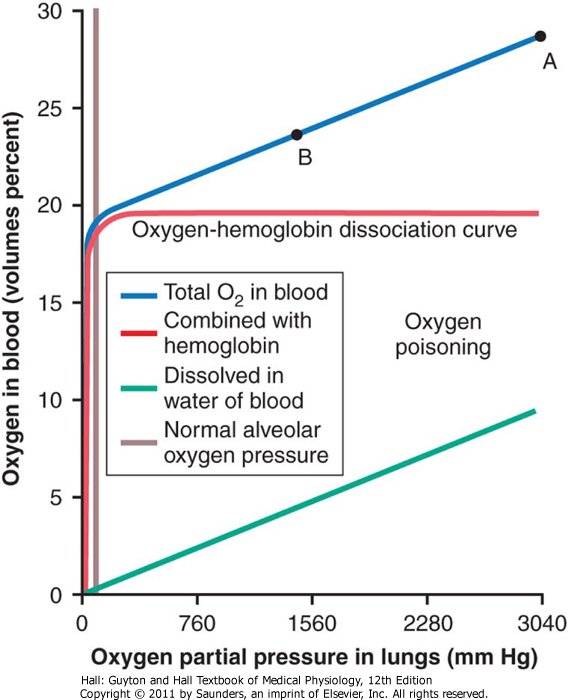 30
25
20
15
10
5
0
Oxygen in blood (volumes percent)
A
B
Oxygen-hemoglobin dissociation curve
Total O₂ in blood
Combined with
hemoglobin
Dissolved in
water of blood
Normal alveolar
oxygen pressure
Oxygen
poisoning
0 760 1560 2280 3040
Oxygen partial pressure in lungs (mm Hg)
Hall: Guyton and Hall Textbook of Medical Physiology, 12th Edition
Copyright © 2011 by Saunders, an imprint of Elsevier, Inc. All rights reserved.